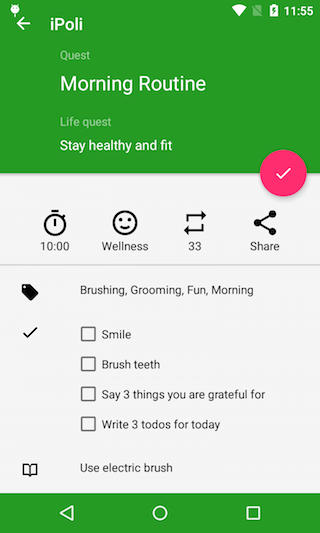 11:55
iPoli
Quest
Morning Routine
Life quest
Stay healthy and fit
10:00 Wellness 33 Share
Brushing, Grooming, Fun, Morning
Smile
Brush teeth
Say 3 things you are grateful for
Write 3 todos for today
Use electric brush